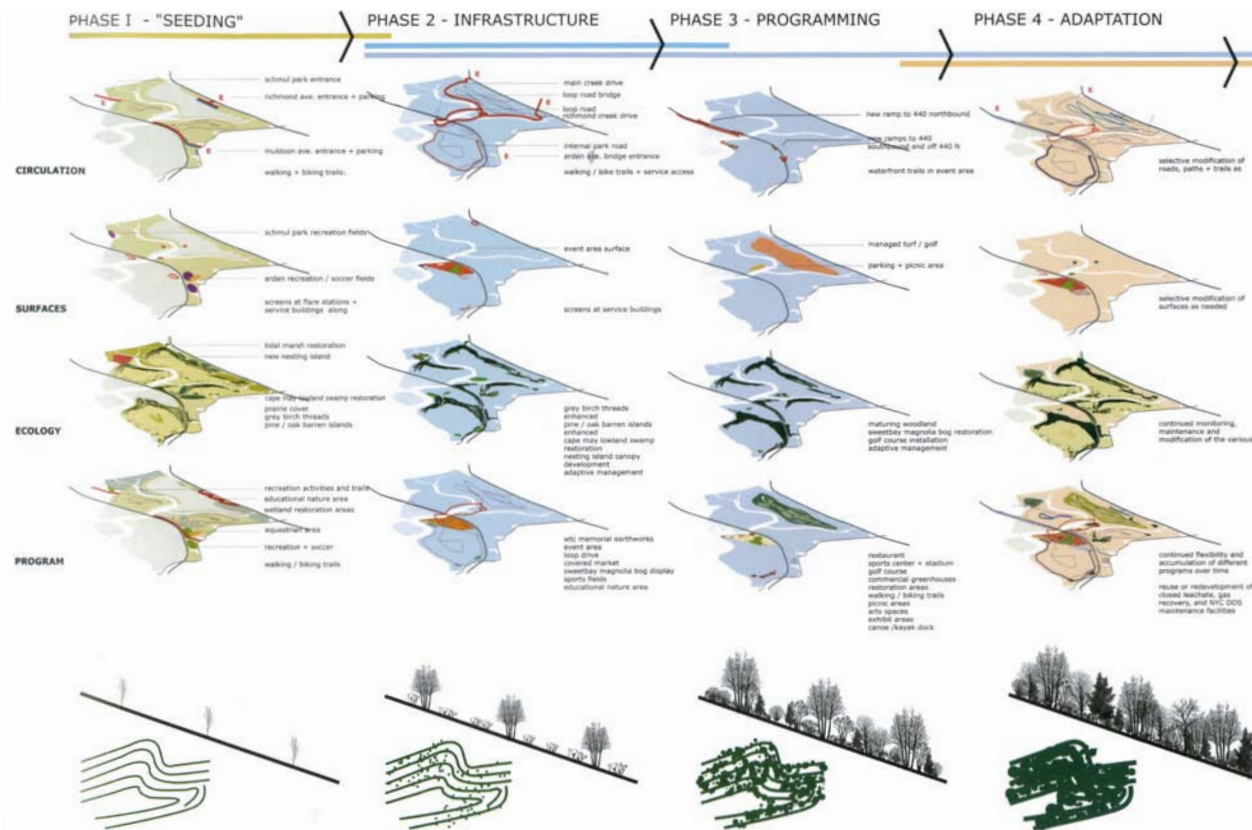 PHASE I - "SEEDING"
PHASE 2 - INFRASTRUCTURE
PHASE 3 - PROGRAMMING
PHASE 4 - ADAPTATION
CIRCULATION
schmul park entrance
richmond ave. entrance + parking
muldoon ave. entrance + parking
walking + biking trails:
E
E
E
main creek drive
loop road bridge
loop road
richmond creek drive
internal park road
arden ave. bridge entrance
walking / bike trails + service access
E
E
E
new ramp to 440 northbound
new ramps to 440
southbound and off 440 N
waterfront trails in event area
E
E
selective modification of
roads, paths + trails as
SURFACES
schmul park recreation fields
arden recreation / soccer fields
screens at flare stations +
service buildings along
event area surface
screens at service buildings
managed turf / golf
parking + picnic area
selective modification of
surfaces as needed
ECOLOGY
tidal marsh restoration
new nesting island
cape may lowland swamp restoration
prairie cover
grey birch threads
pine / oak barren islands
grey birch threads
enhanced
pine / oak barren islands
enhanced
cape may lowland swamp
restoration
nesting island canopy
development
adaptive management
maturing woodland
sweetbay magnolia bog restoration
golf course installation
adaptive management
continued monitoring,
maintenance and
modification of the various
PROGRAM
recreation activities and trails
educational nature area
wetland restoration areas
equestrian area
recreation + soccer
walking / biking trails
wtc memorial earthworks
event area
loop drive
covered market
sweetbay magnolia bog display
sports fields
educational nature area
restaurant
sports center + stadium
golf course
commercial greenhouses
restoration areas
walking / biking trails
picnic areas
arts spaces
exhibit areas
canoe /kayak dock
continued flexibility and
accumulation of different
programs over time
reuse or redevelopment of
closed leachate, gas
recovery, and NYC DOS
maintenance facilities